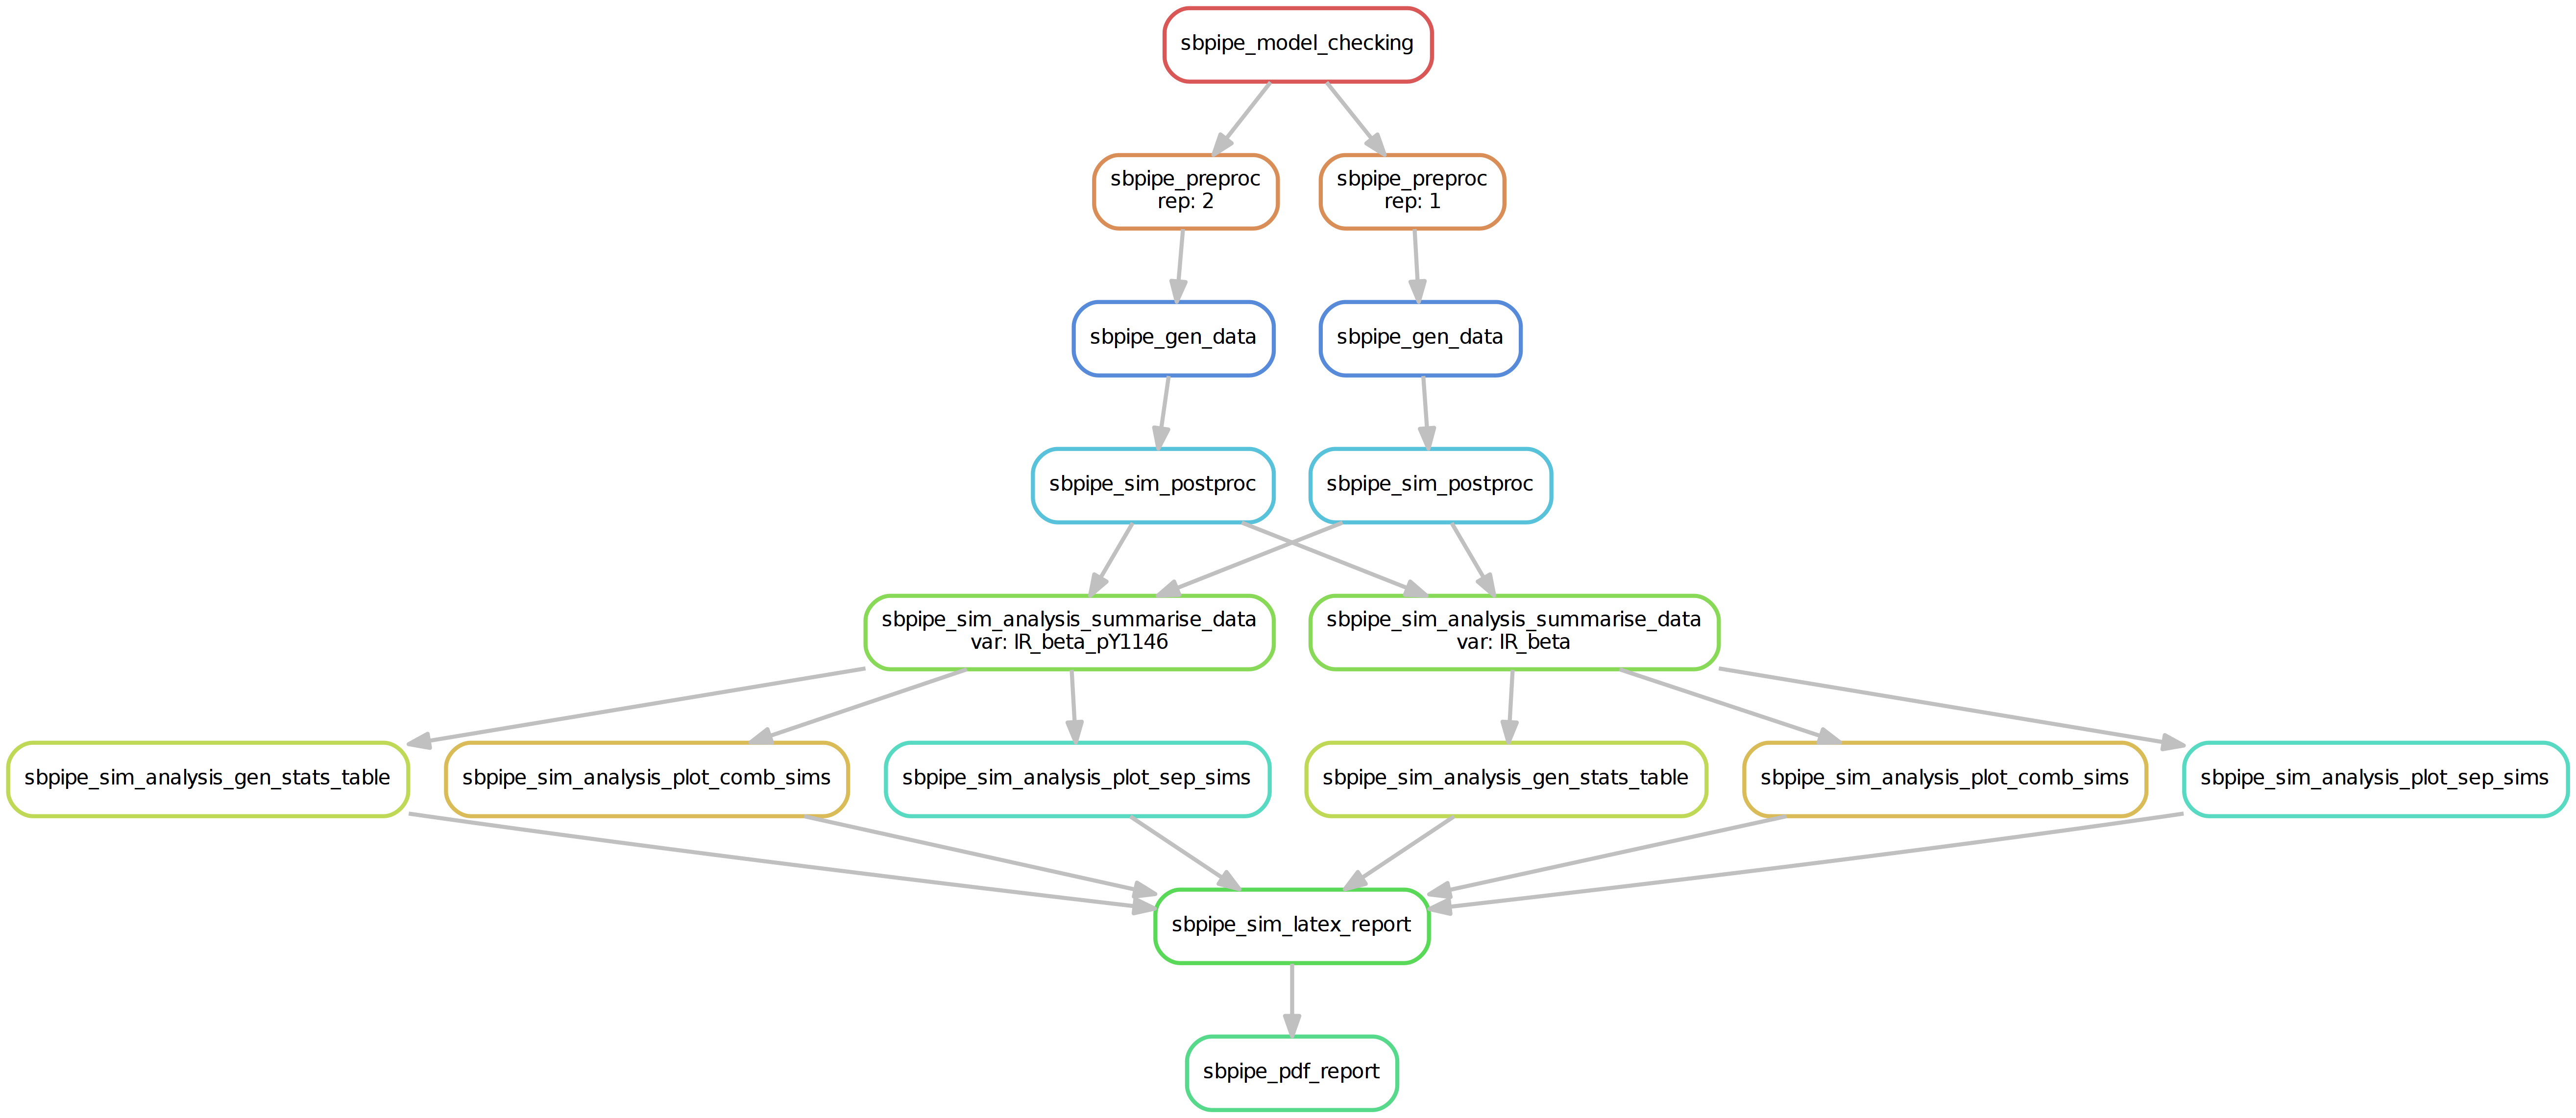 sbpipe_model_checking
sbpipe_preproc
rep: 2
sbpipe_preproc
rep: 1
sbpipe_gen_data
sbpipe_gen_data
sbpipe_sim_postproc
sbpipe_sim_postproc
sbpipe_sim_analysis_summarise_data
var: IR_beta_pY1146
sbpipe_sim_analysis_summarise_data
var: IR_beta
sbpipe_sim_analysis_gen_stats_table
sbpipe_sim_analysis_plot_comb_sims
sbpipe_sim_analysis_plot_sep_sims
sbpipe_sim_analysis_gen_stats_table
sbpipe_sim_analysis_plot_comb_sims
sbpipe_sim_analysis_plot_sep_sims
sbpipe_sim_latex_report
sbpipe_pdf_report